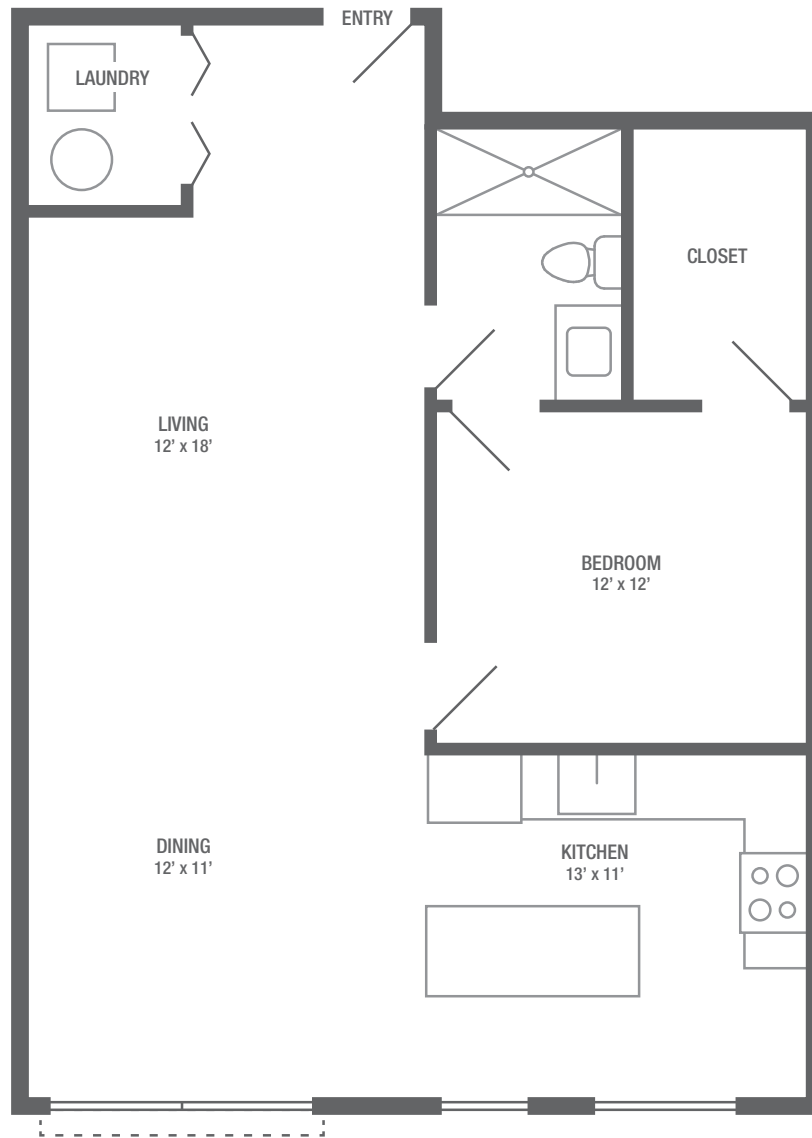 ENTRY
LAUNDRY
CLOSET
LIVING
12’ x 18’
BEDROOM
12’ x 12’
DINING
12’ x 11’
KITCHEN
13’ x 11’